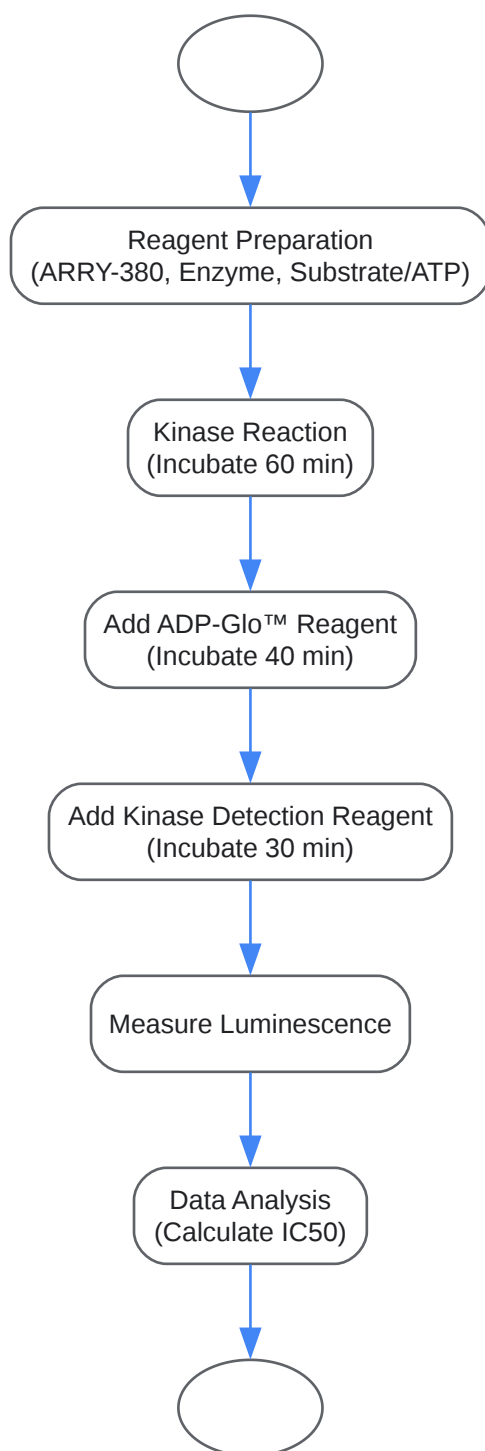 Reagent Preparation
(ARRY-380, Enzyme, Substrate/ATP)
Kinase Reaction
(Incubate 60 min)
Add ADP-Glo™ Reagent
(Incubate 40 min)
Add Kinase Detection Reagent
(Incubate 30 min)
Measure Luminescence
Data Analysis
(Calculate IC50)